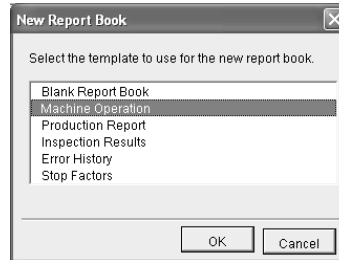 New Report Book
Select the template to use for the new report book.
Blank Report Book
Machine Operation
Production Report
Inspection Results
Error History
Stop Factors
OK
Cancel